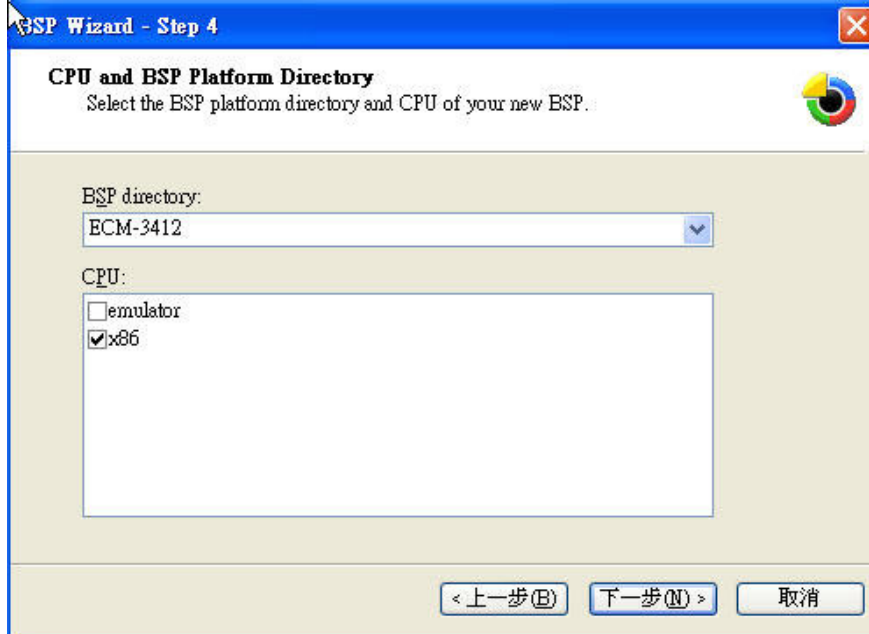 BSP Wizard - Step 4
CPU and BSP Platform Directory
Select the BSP platform directory and CPU of your new BSP.
BSP directory:
ECM-3412
CPU:
emulator
x86
<上一步(B) 下一步(N)> 取消